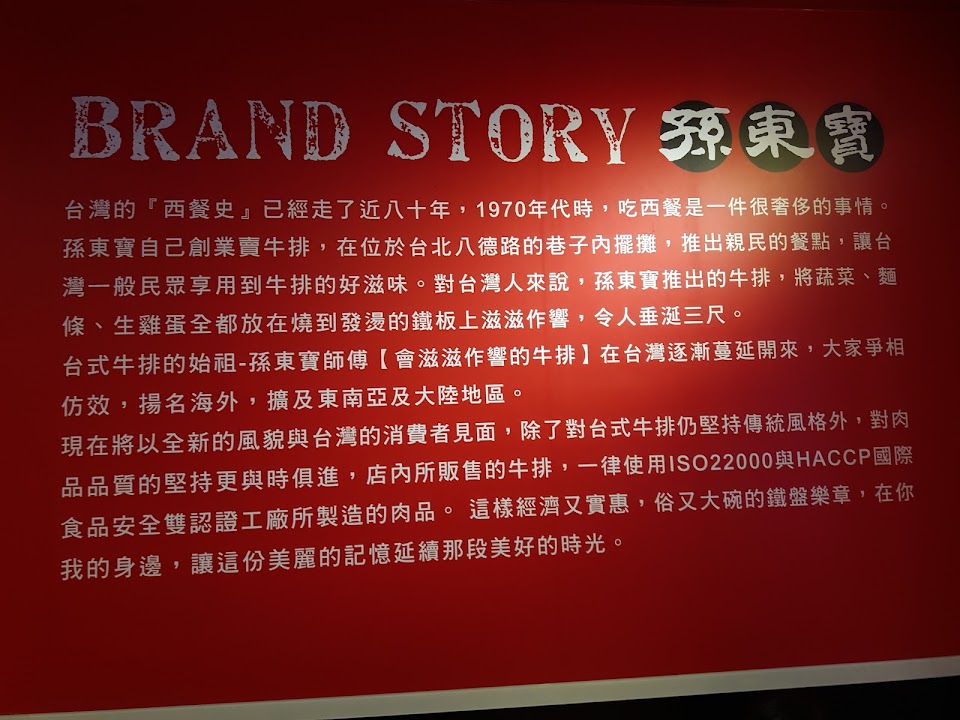 BRAND STORY 孫東寶
台灣的『西餐史』已經走了近八十年，1970年代時，吃西餐是一件很奢侈的事情。
孫東寶自己創業賣牛排，在位於台北八德路的巷子內擺攤，推出親民的餐點，讓台
灣一般民眾享用到牛排的好滋味。對台灣人來說，孫東寶推出的牛排，將蔬菜、麵
條、生雞蛋全都放在燒到發燙的鐵板上滋滋作響，令人垂涎三尺。
台式牛排的始祖-孫東寶師傅【會滋滋作響的牛排】在台灣逐漸蔓延開來，大家爭相
仿效，揚名海外，擴及東南亞及大陸地區。
現在將以全新的風貌與台灣的消費者見面，除了對台式牛排仍堅持傳統風格外，對肉
品品質的堅持更與時俱進，店內所販售的牛排，一律使用ISO22000與HACCP國際
食品安全雙認證工廠所製造的肉品。 這樣經濟又實惠，俗又大碗的鐵盤樂章，在你
我的身邊，讓這份美麗的記憶延續那段美好的時光。